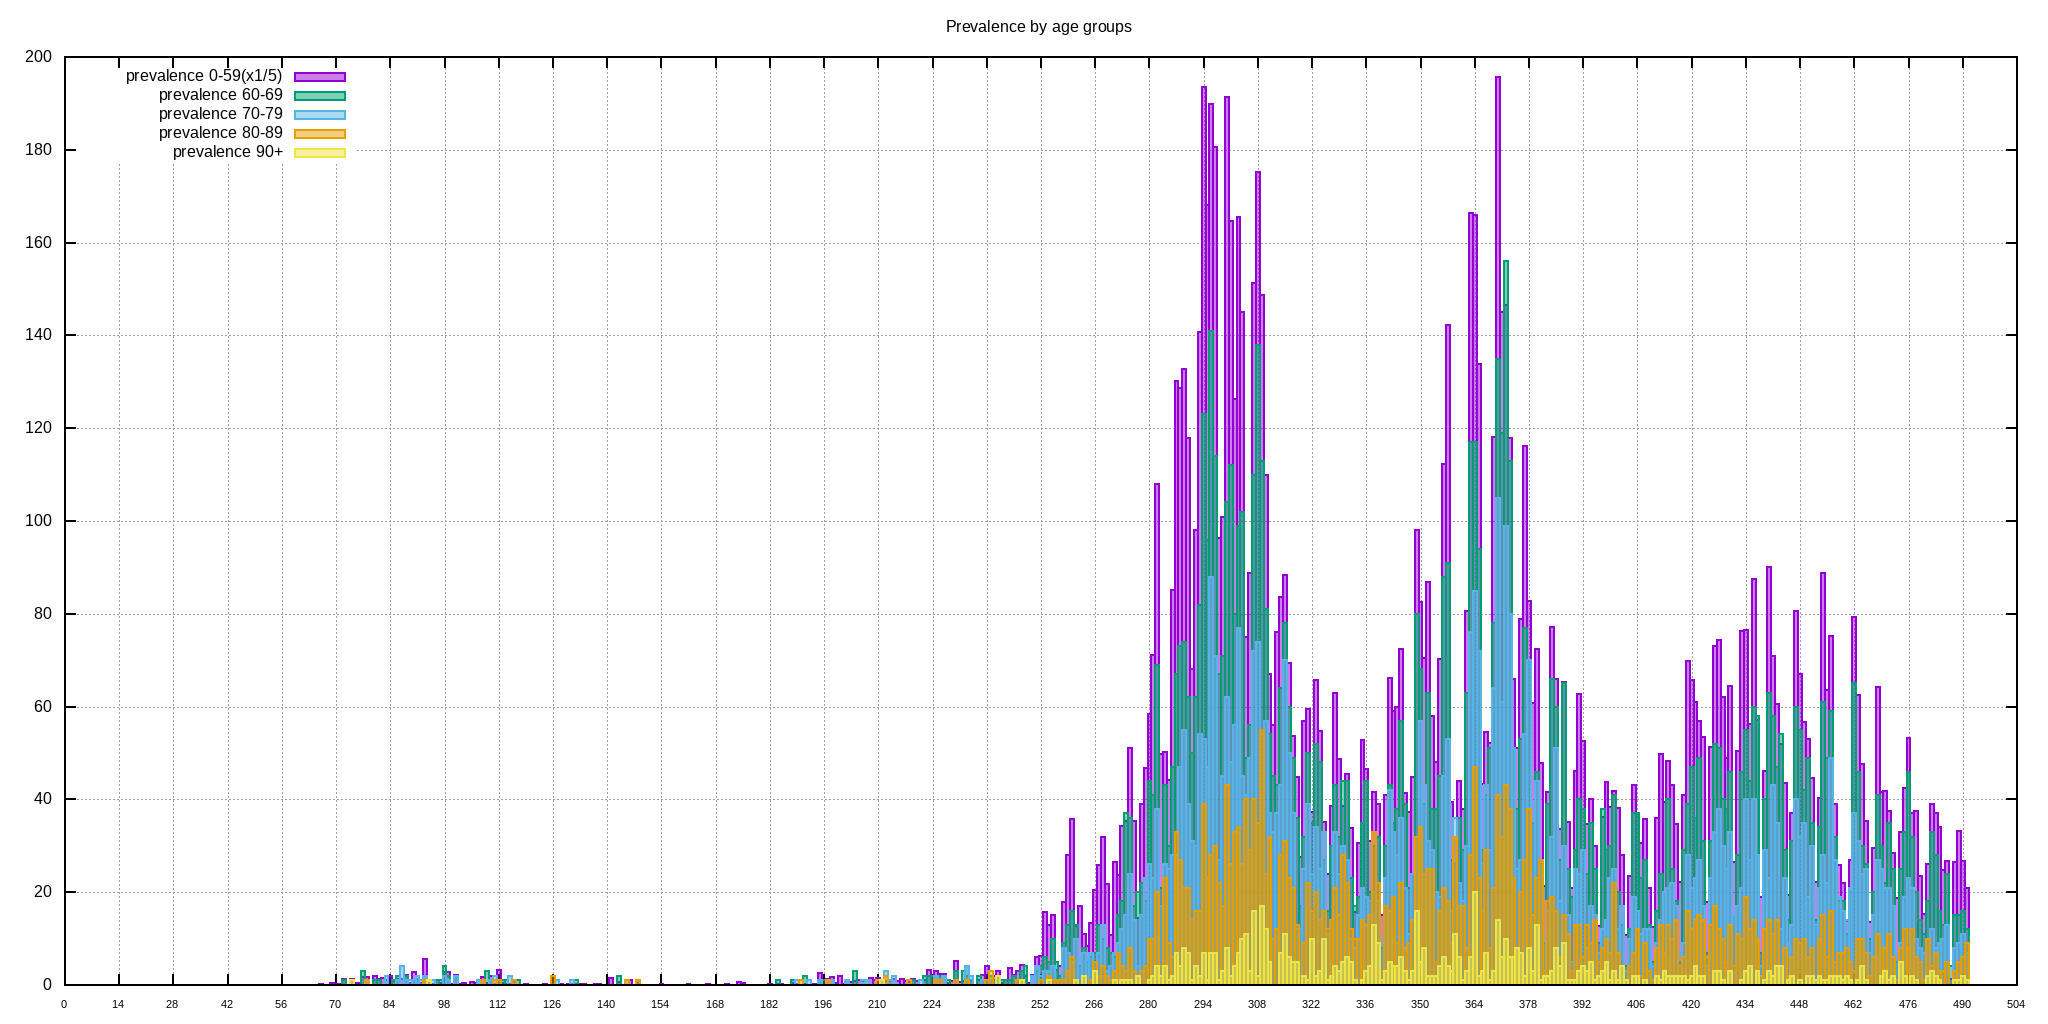 Prevalence by age groups
200
180
160
140
120
100
80
60
40
20
0
prevalence 0-59(x1/5)
prevalence 60-69
prevalence 70-79
prevalence 80-89
prevalence 90+
0 14 28 42 56 70 84 98 112 126 140 154 168 182 196 210 224 238 252 266 280 294 308 322 336 350 364 378 392 406 420 434 448 462 476 490 504